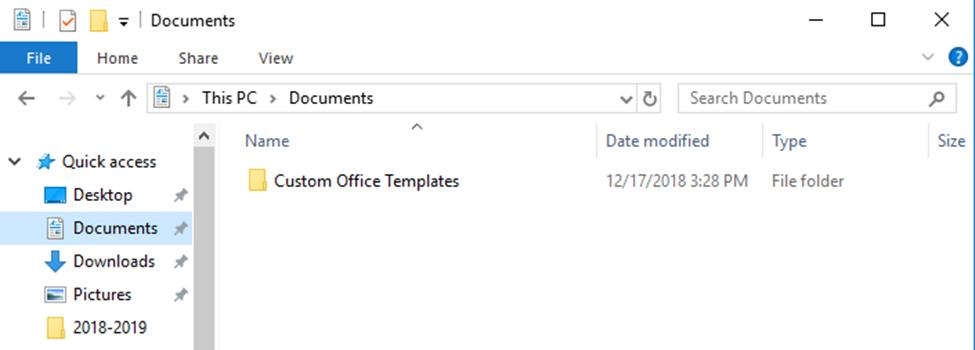 Documents
File Home Share View
This PC Documents Search Documents
Name Date modified Type Size
Quick access
Custom Office Templates 12/17/2018 3:28 PM File folder
Desktop
Documents
Downloads
Pictures
2018-2019